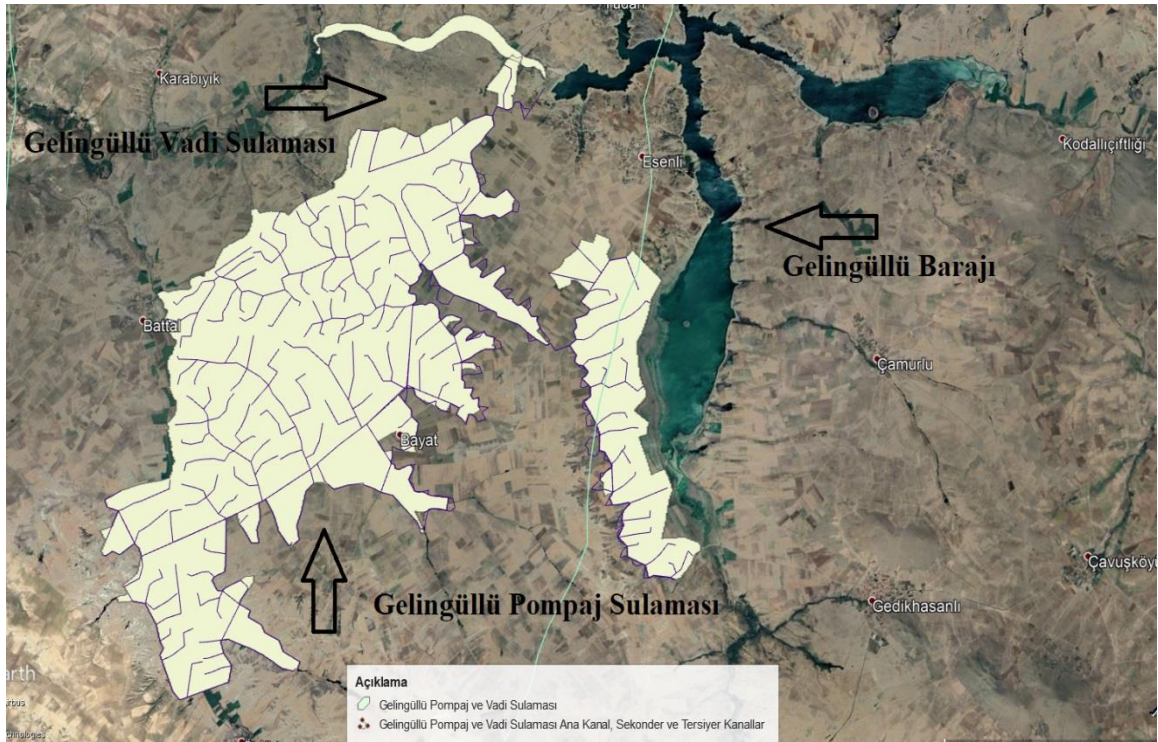 Karabıyık
Gelingüllü Vadi Sulaması
Esenli
Kodallıçiftliği
Gelingüllü Barajı
Battal
Çamurlu
Bayat
Çavuşköyü
Gelingüllü Pompaj Sulaması
Gedikhasanlı
Açıklama
Gelingüllü Pompaj ve Vadi Sulaması
Gelingüllü Pompaj ve Vadi Sulaması Ana Kanal, Sekonder ve Tersiyer Kanallar